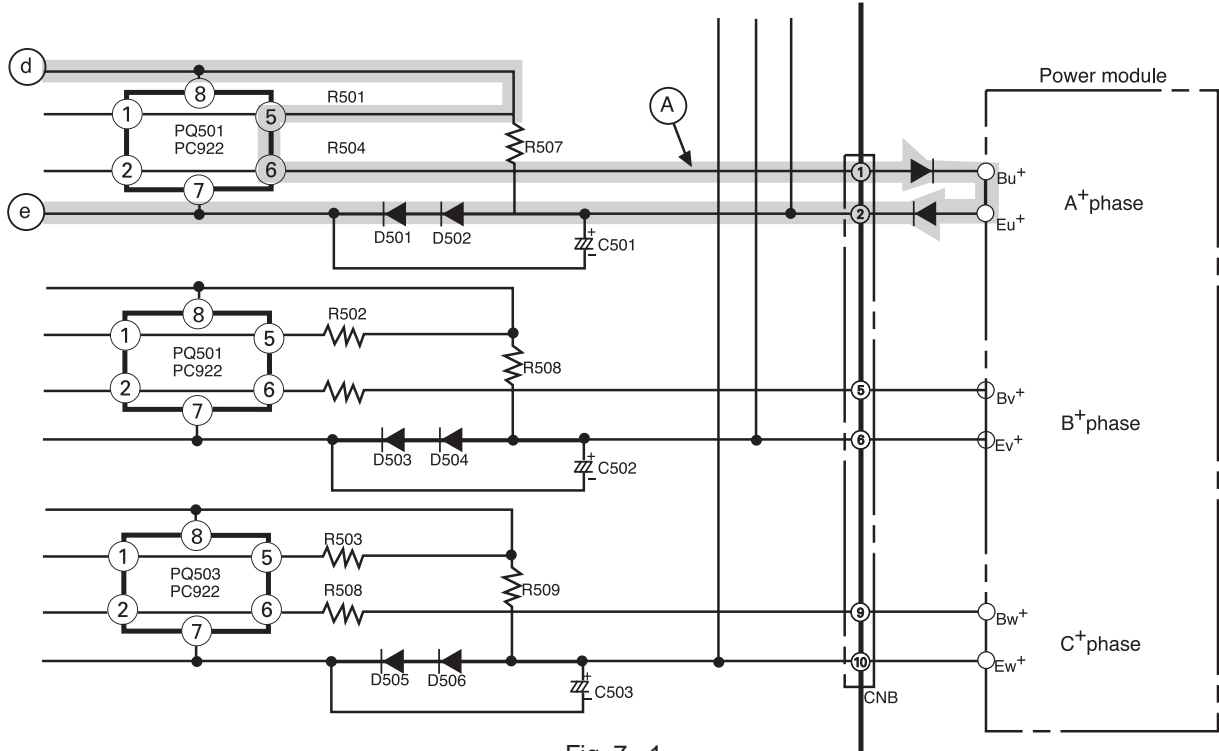 d
8
R501
1
5
PQ501
PC922
A
R504
R507
2
6
7
1
Bu+
Power module
A+phase
e
2
Eu+
D501
D502
+
C501
−
8
R502
1
5
PQ501
PC922
R508
2
6
7
5
Bv+
B+phase
6
Ev+
D503
D504
+
C502
−
8
R503
1
5
PQ503
PC922
R508
R509
2
6
7
9
Bw+
C+phase
10
Ew+
D505
D506
+
C503
−
CNB